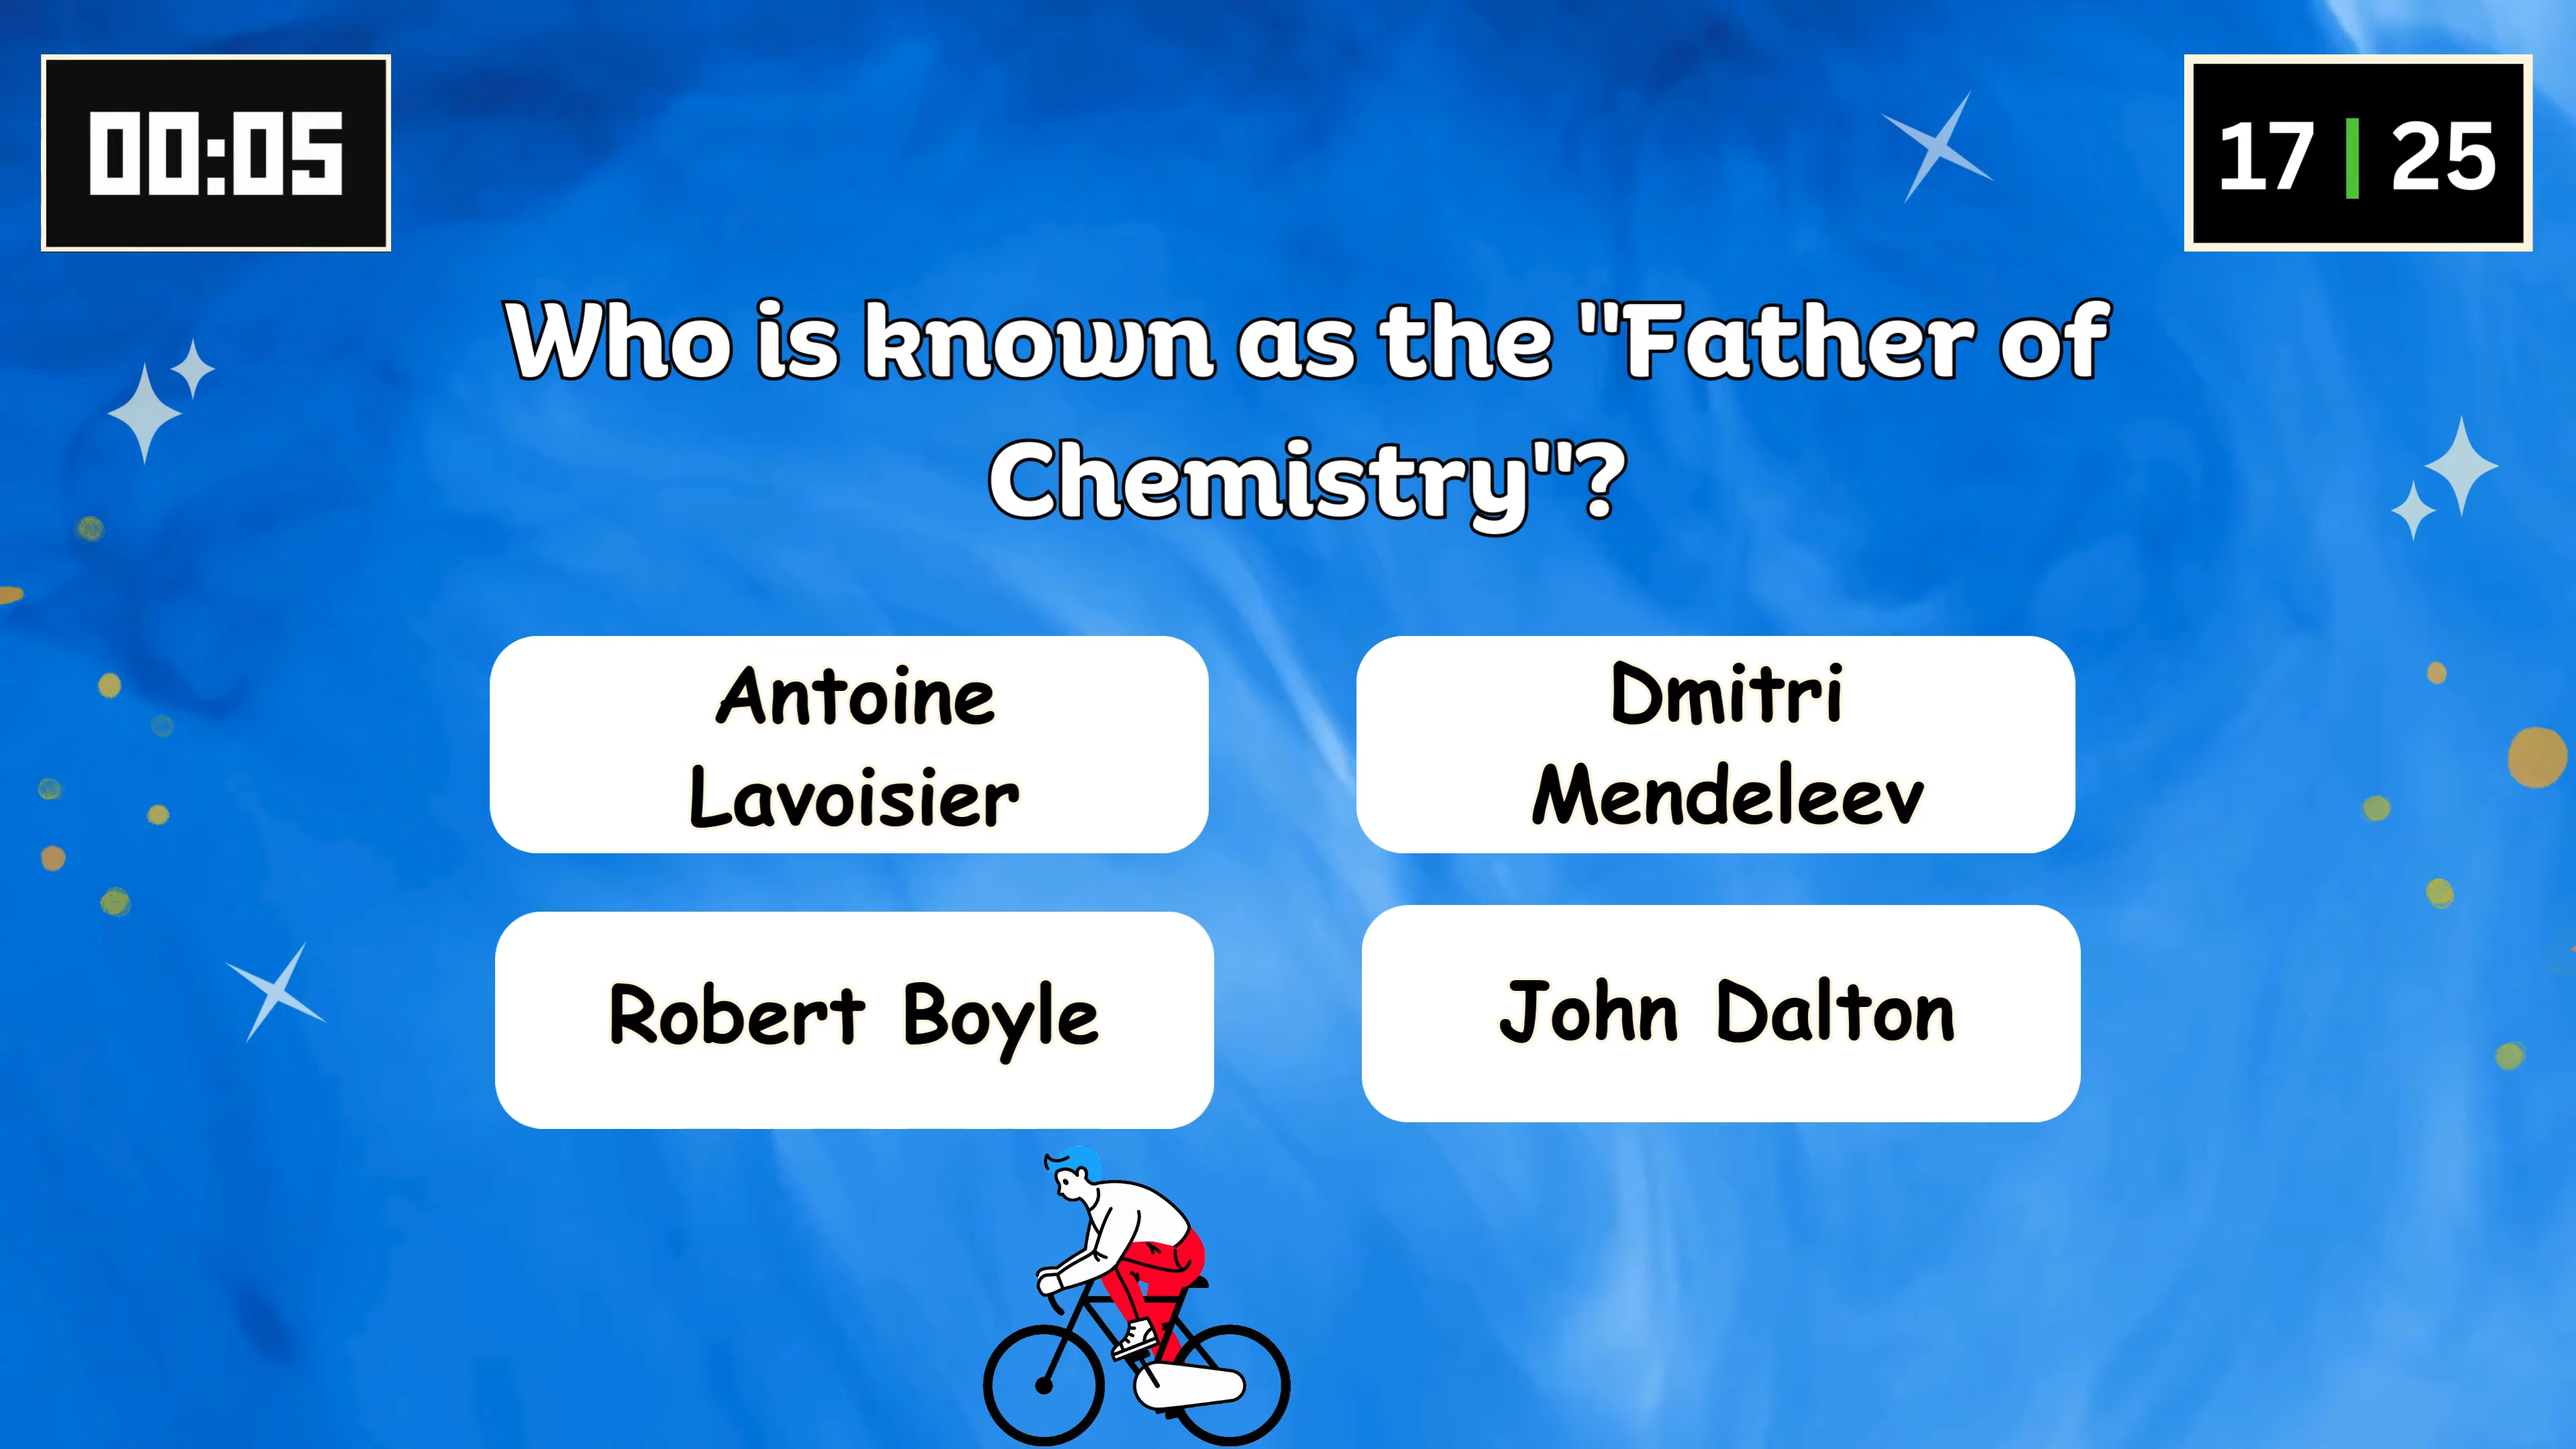 00:05
17 | 25
Who is known as the "Father of
Chemistry"?
Antoine
Lavoisier
Dmitri
Mendeleev
Robert Boyle
John Dalton